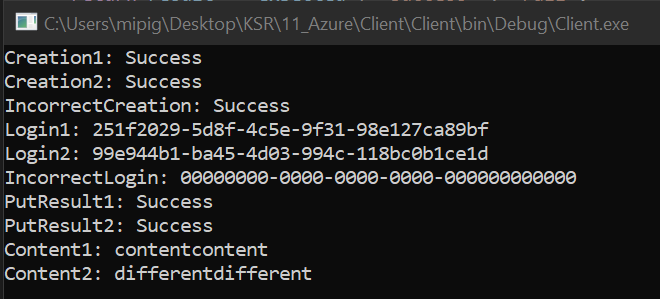 C:\Users\mipig\Desktop\KSR\11_Azure\Client\Client\bin\Debug\Client.exe
Creation1: Success
Creation2: Success
IncorrectCreation: Success
Login1: 251f2029-5d8f-4c5e-9f31-98e127ca89bf
Login2: 99e944b1-ba45-4d03-994c-118bc0b1ce1d
IncorrectLogin: 00000000-0000-0000-0000-000000000000
PutResult1: Success
PutResult2: Success
Content1: contentcontent
Content2: differentdifferent